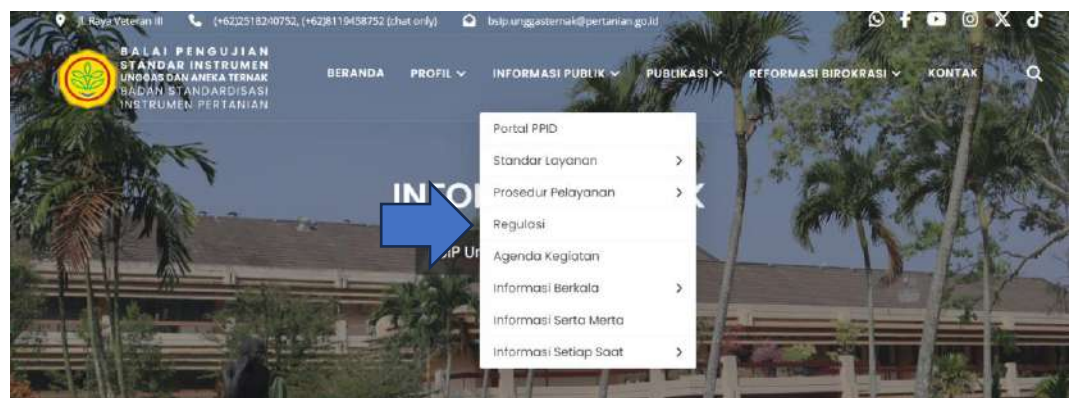 Jl. Raya Veteran III
(+62)2518240752, (+62)8119458752 (chat only)
bsip.unggasternak@pertanian.go.id
BALAI PENGUJIAN
STANDAR INSTRUMEN
UNGGAS DAN ANEKA TERNAK
BADAN STANDARDISASI
INSTRUMEN PERTANIAN
BERANDA
PROFIL
INFORMASI PUBLIK
PUBLIKASI
REFORMASI BIROKRASI
KONTAK
Portal PPID
Standar Layanan
Prosedur Pelayanan
Regulasi
Agenda Kegiatan
Informasi Berkala
Informasi Serta Merta
Informasi Setiap Saat